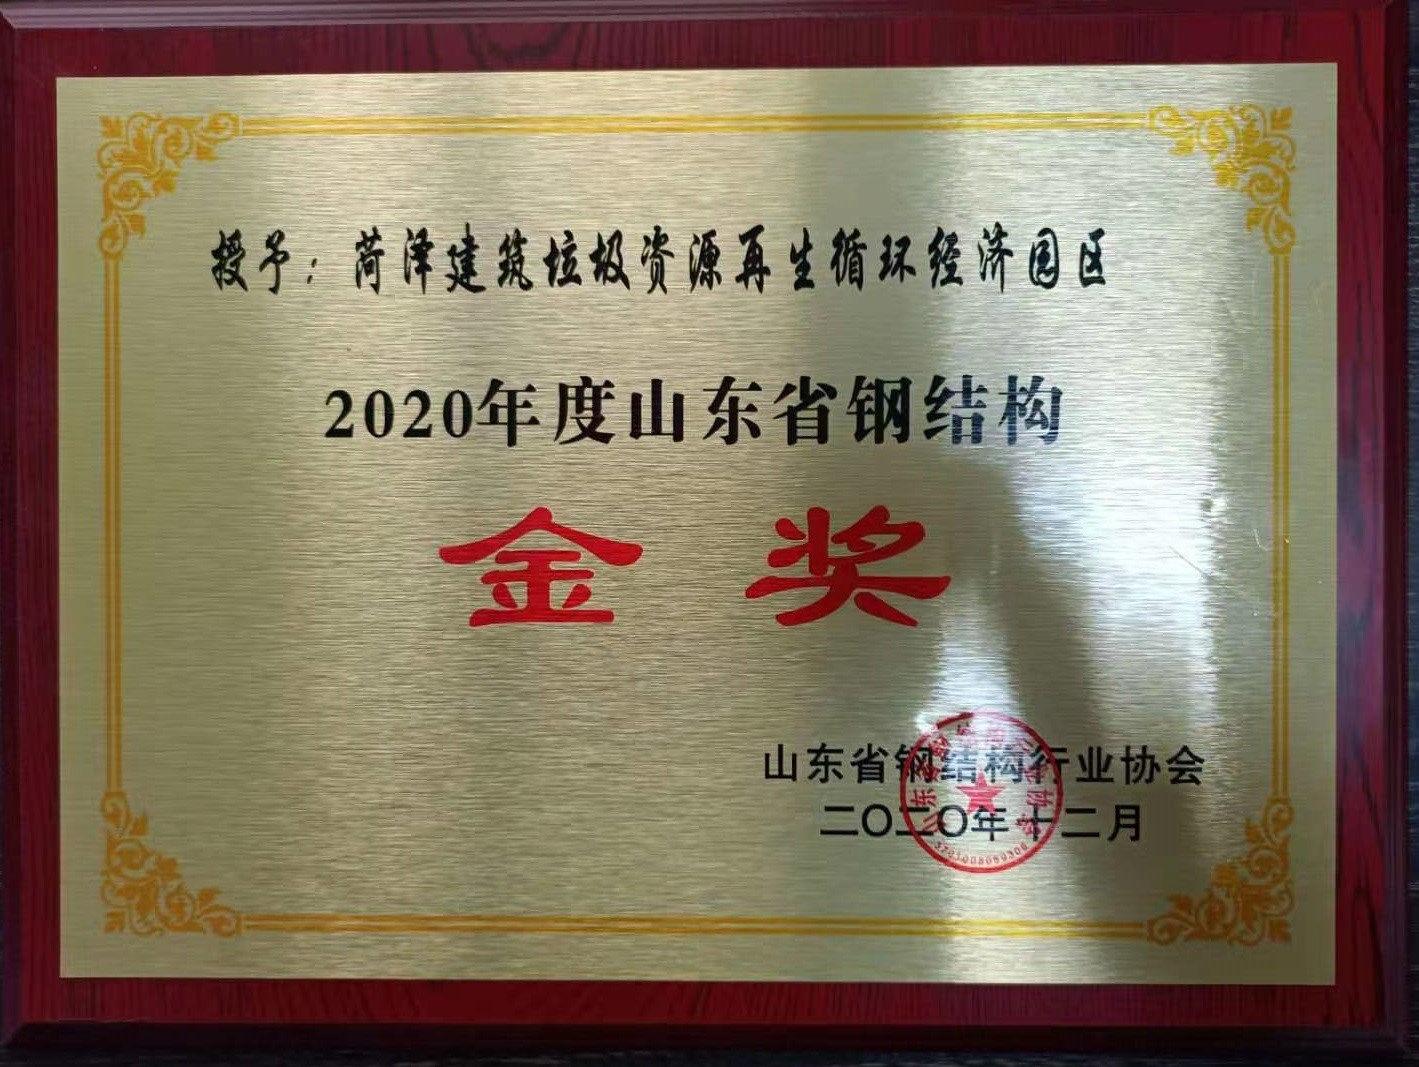 授予：菏泽建筑垃圾资源再生循环经济园区
2020年度山东省钢结构
金奖
山东省钢结构行业协会
二〇二〇年十二月